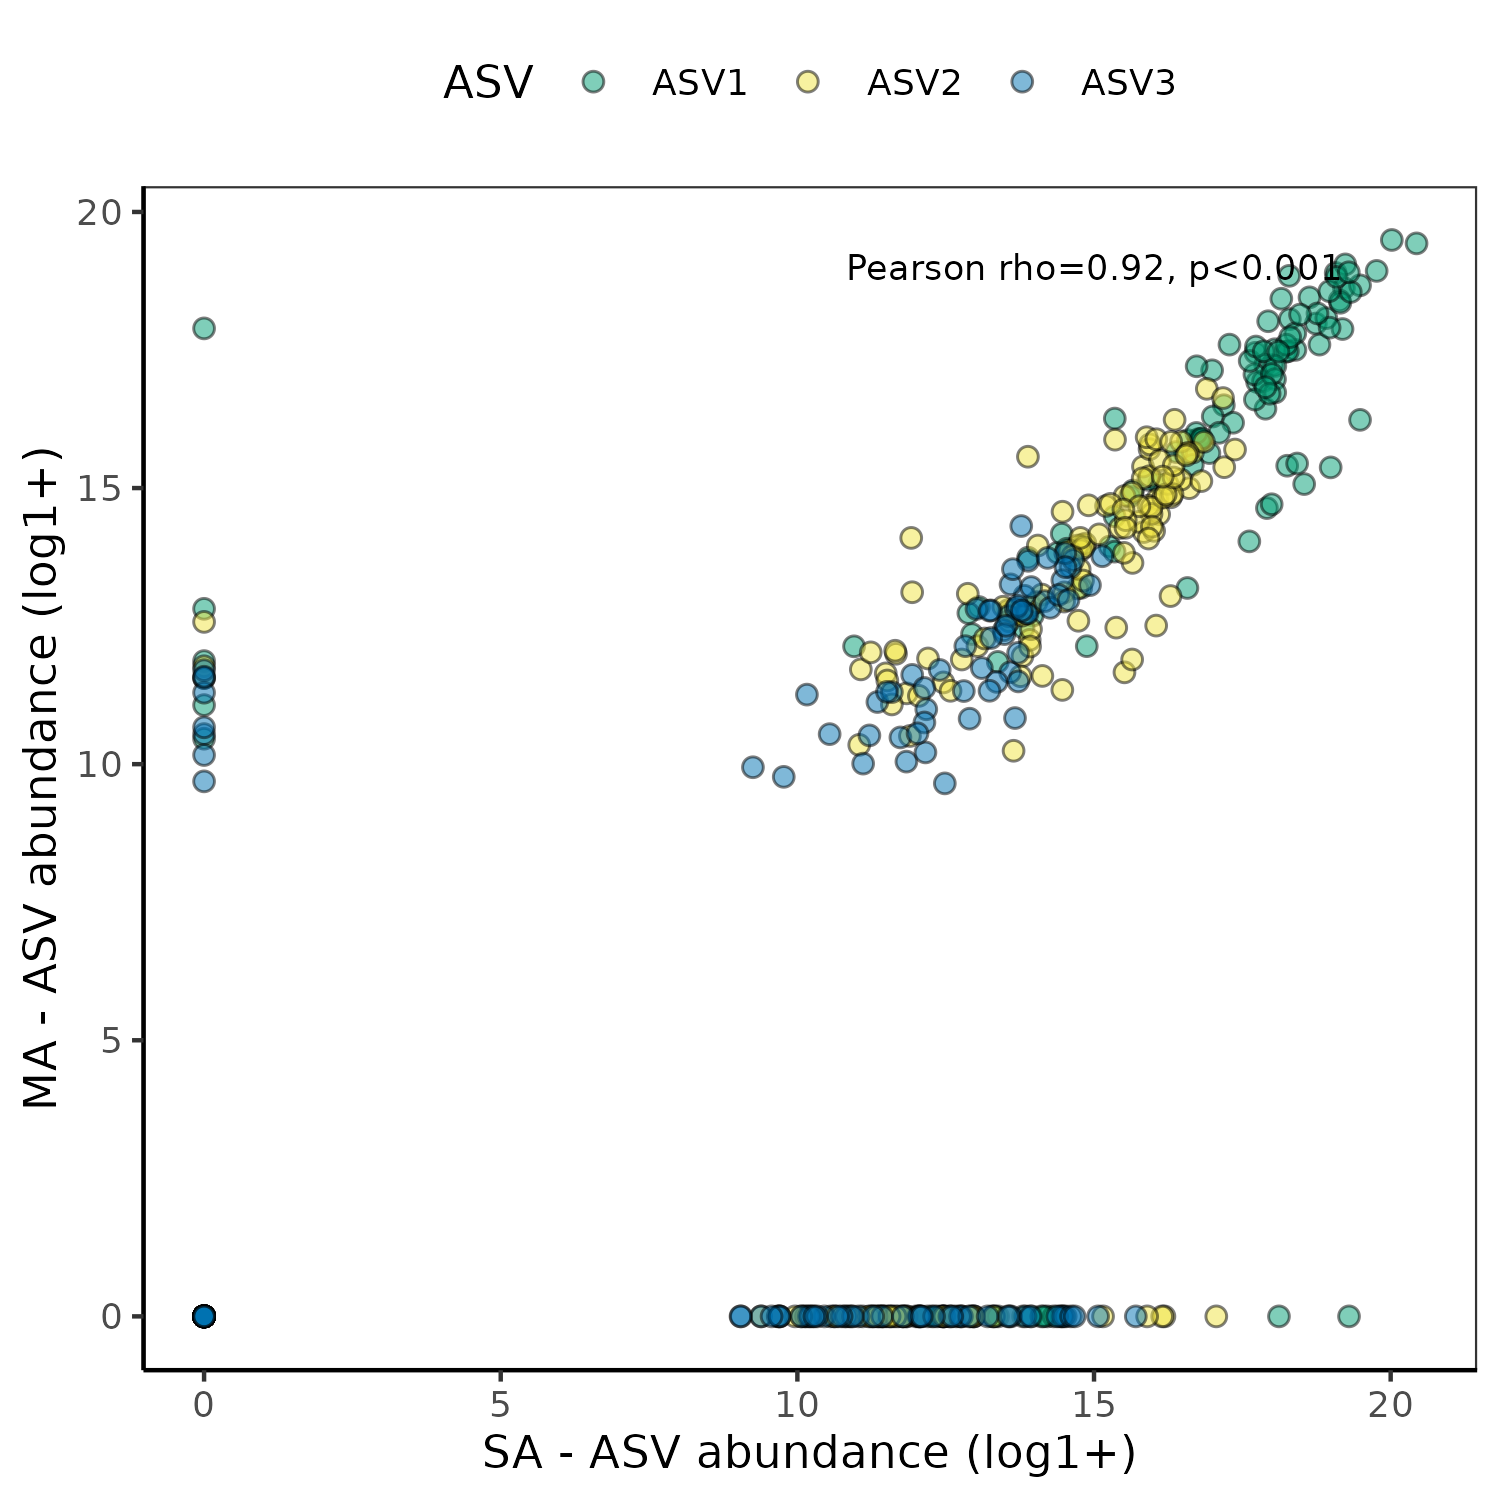 ASV ASV1 ASV2 ASV3
20
Pearson rho=0.92, p<0.001
15
10
5
0
MA - ASV abundance (log1+)
0 5 10 15 20
SA - ASV abundance (log1+)